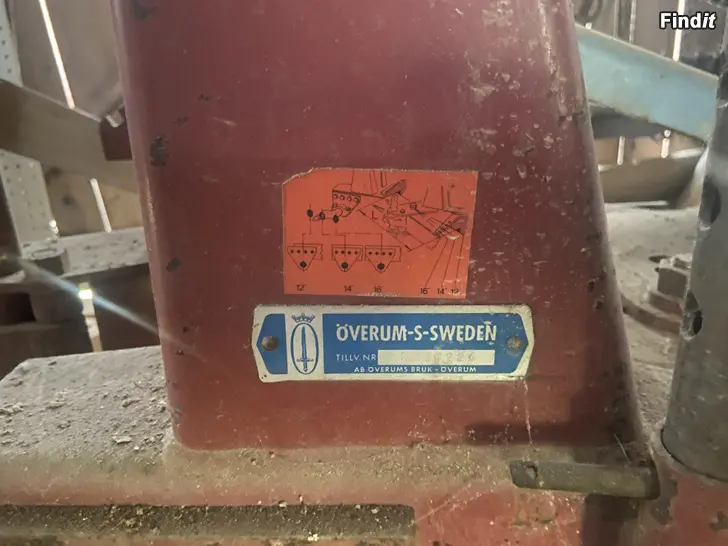 Findit
12" 14" 16" 16" 14" 12"
ÖVERUM-S-SWEDEN
TILLV. NR
AB ÖVERUMS BRUK - ÖVERUM